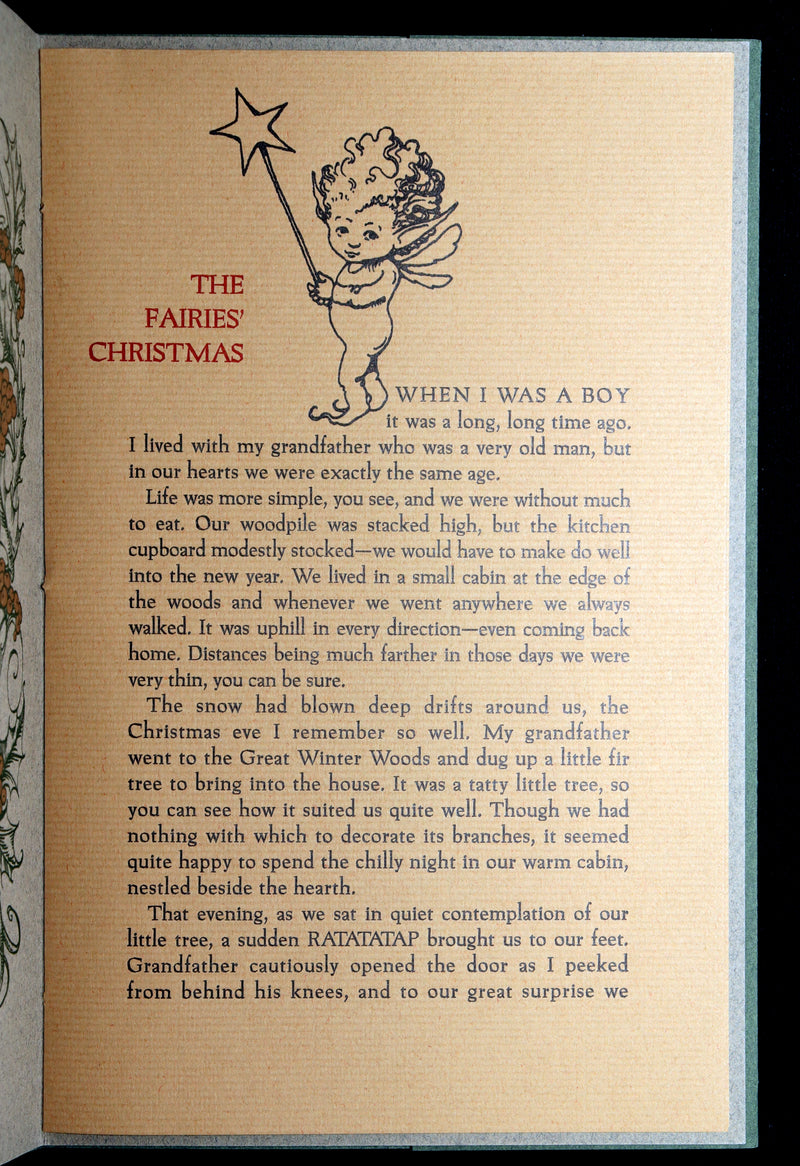 THE
FAIRIES'
CHRISTMAS
WHEN I WAS A BOY
it was a long, long time ago.
I lived with my grandfather who was a very old man, but
in our hearts we were exactly the same age.
Life was more simple, you see, and we were without much
to eat. Our woodpile was stacked high, but the kitchen
cupboard modestly stocked—we would have to make do well
into the new year. We lived in a small cabin at the edge of
the woods and whenever we went anywhere we always
walked. It was uphill in every direction—even coming back
home. Distances being much farther in those days we were
very thin, you can be sure.
The snow had blown deep drifts around us, the
Christmas eve I remember so well. My grandfather
went to the Great Winter Woods and dug up a little fir
tree to bring into the house. It was a tatty little tree, so
you can see how it suited us quite well. Though we had
nothing with which to decorate its branches, it seemed
quite happy to spend the chilly night in our warm cabin,
nestled beside the hearth.
That evening, as we sat in quiet contemplation of our
little tree, a sudden RATATATAP brought us to our feet.
Grandfather cautiously opened the door as I peeked
from behind his knees, and to our great surprise we